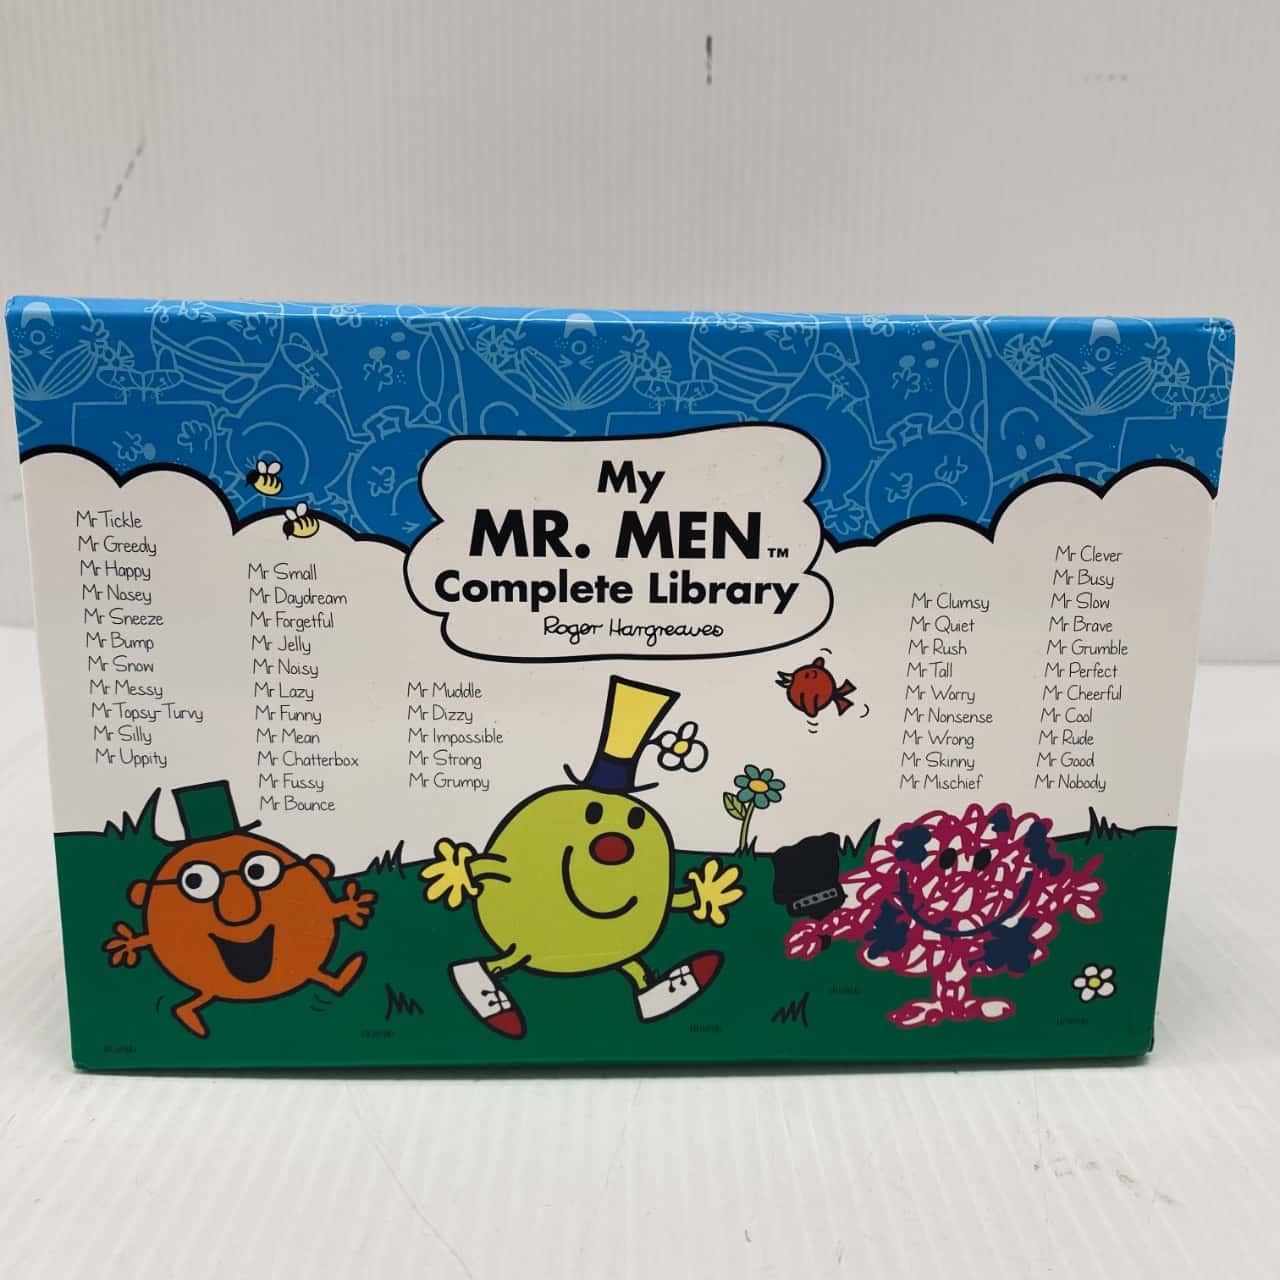 My
MR. MEN™
Complete Library
Roger Hargreaves
Mr Tickle
Mr Greedy
Mr Happy
Mr Nosey
Mr Sneeze
Mr Bump
Mr Snow
Mr Messy
Mr Topsy-Turvy
Mr Silly
Mr Uppity
Mr Small
Mr Daydream
Mr Forgetful
Mr Jelly
Mr Noisy
Mr Lazy
Mr Funny
Mr Mean
Mr Chatterbox
Mr Fussy
Mr Bounce
Mr Muddle
Mr Dizzy
Mr Impossible
Mr Strong
Mr Grumpy
Mr Clumsy
Mr Quiet
Mr Rush
Mr Tall
Mr Worry
Mr Nonsense
Mr Wrong
Mr Skinny
Mr Mischief
Mr Clever
Mr Busy
Mr Slow
Mr Brave
Mr Grumble
Mr Perfect
Mr Cheerful
Mr Cool
Mr Rude
Mr Good
Mr Nobody